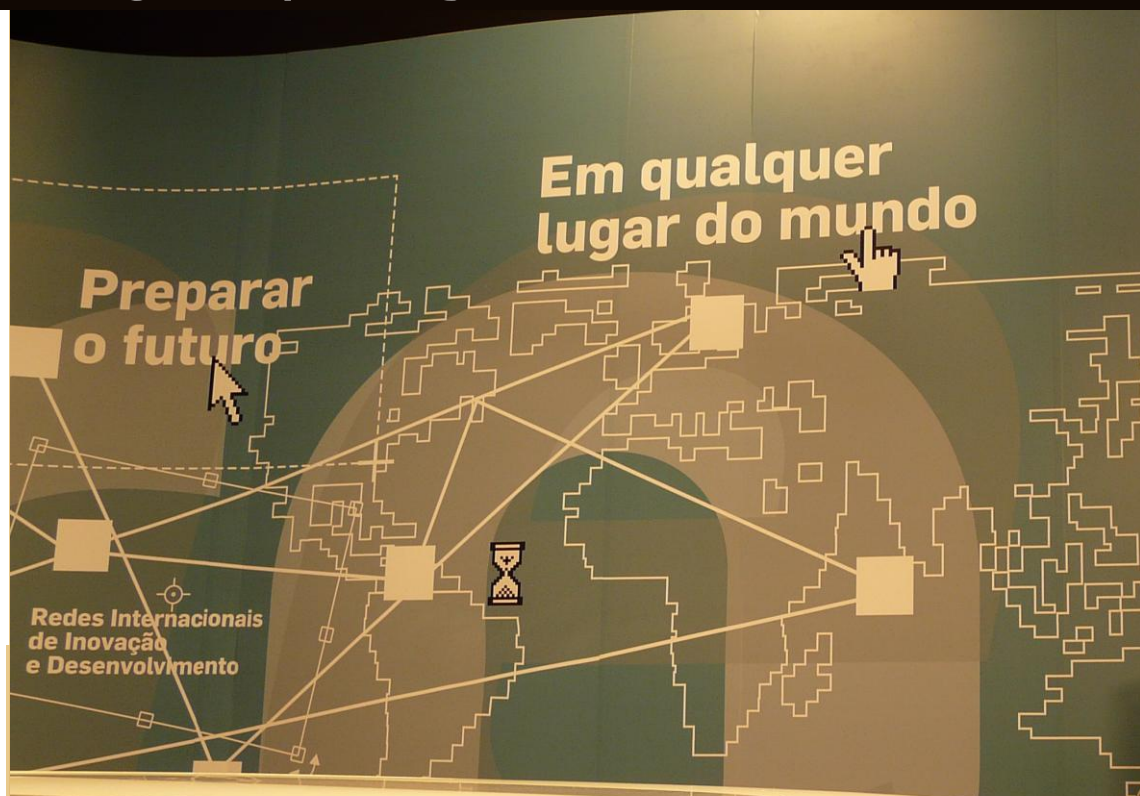 Em qualquer
lugar do mundo
Preparar
o futuro
Redes Internacionais
de Inovação
e Desenvolvimento